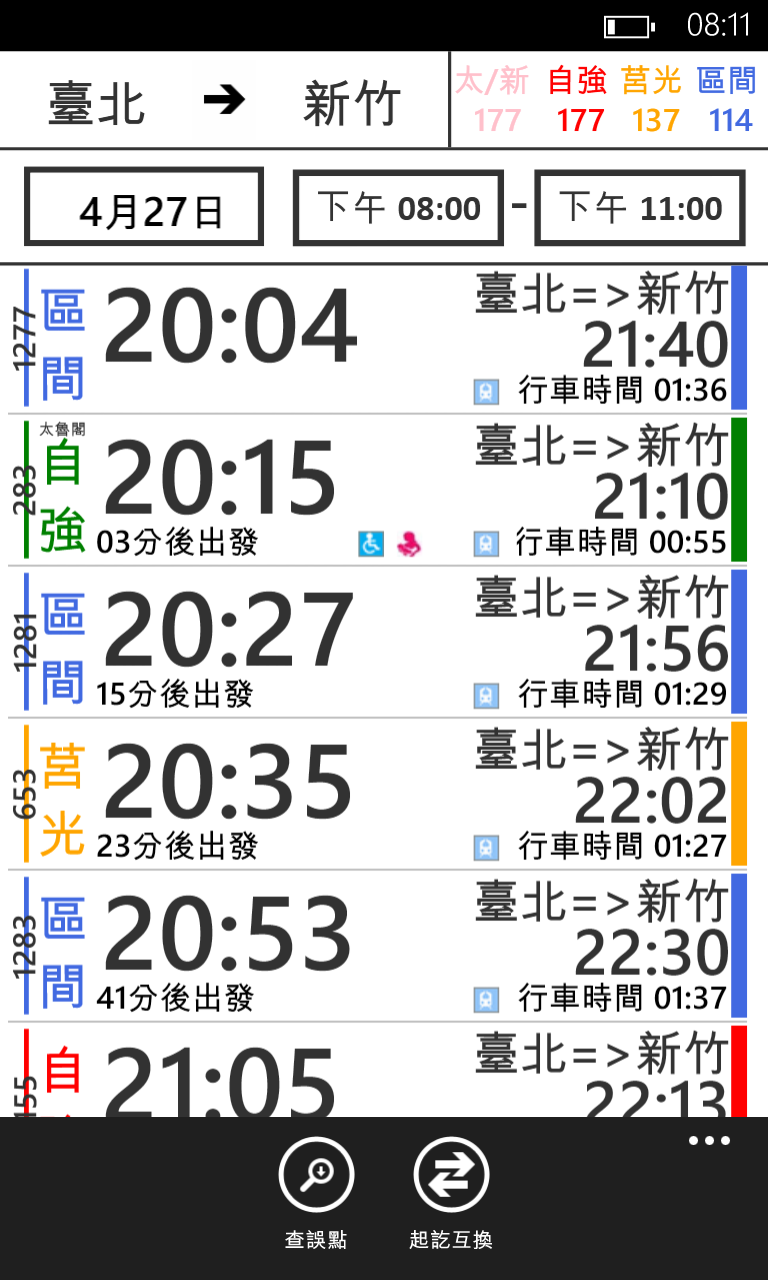 08:11
臺北 新竹
太/新 自強 莒光 區間
177 177 137 114
4月27日 下午 08:00 - 下午 11:00
1277 區間 20:04 臺北=>新竹
21:40
行車時間 01:36
283 太魯閣 自強 20:15 臺北=>新竹
21:10
03分後出發 行車時間 00:55
1281 區間 20:27 臺北=>新竹
21:56
15分後出發 行車時間 01:29
653 莒光 20:35 臺北=>新竹
22:02
23分後出發 行車時間 01:27
1283 區間 20:53 臺北=>新竹
22:30
41分後出發 行車時間 01:37
自 21:05 臺北=>新竹
22:13
查誤點 起訖互換